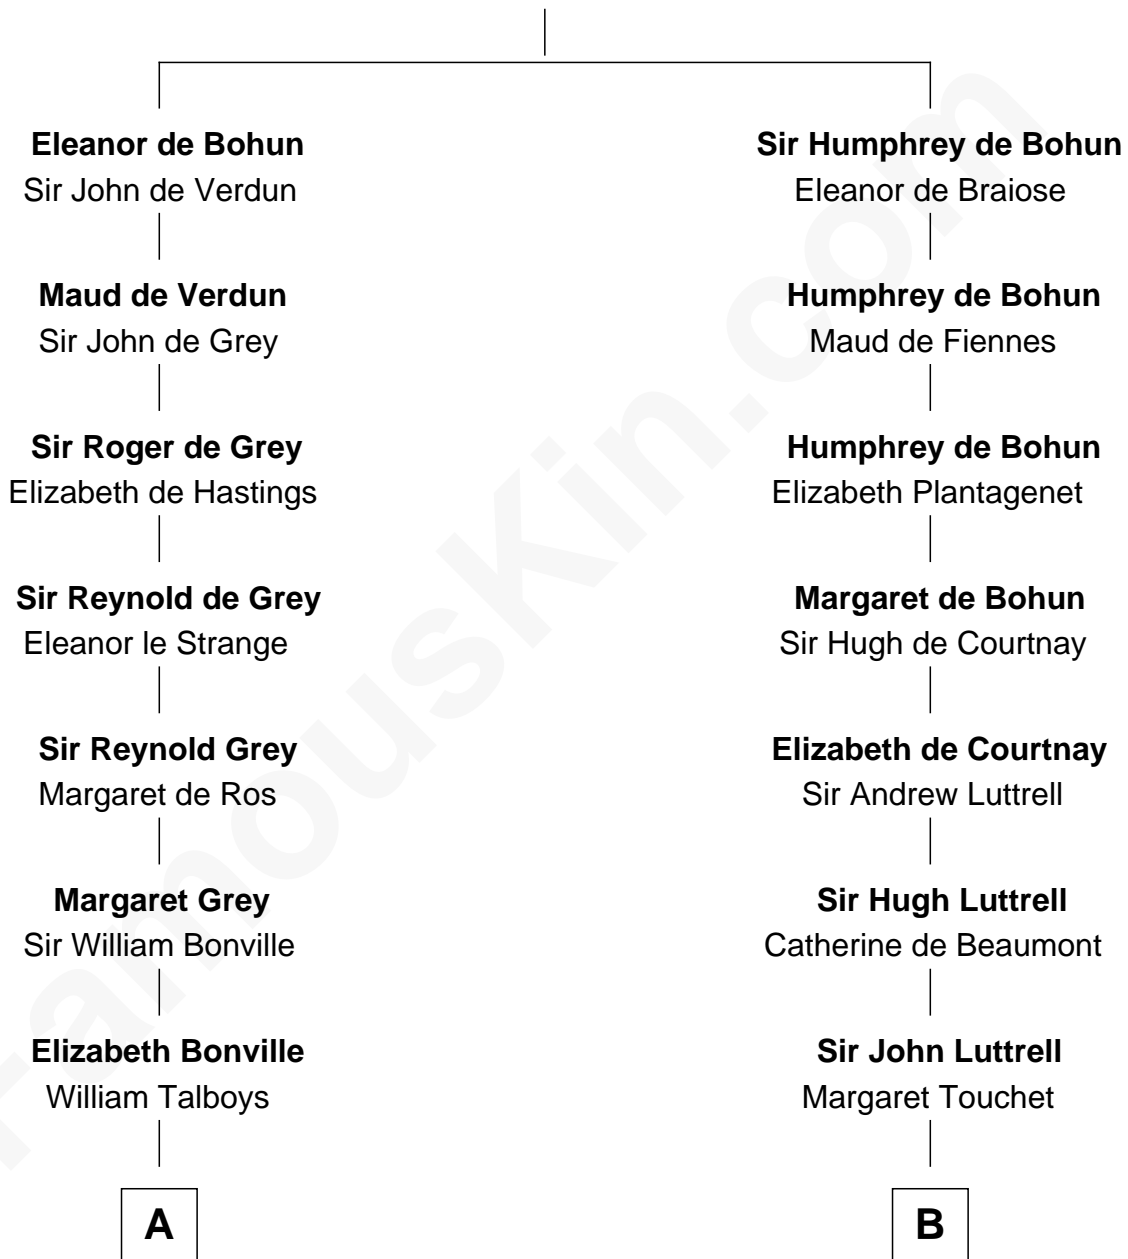 Eleanor de Bohun
Sir John de Verdun
Maud de Verdun
Sir John de Grey
Sir Roger de Grey
Elizabeth de Hastings
Sir Reynold de Grey
Eleanor le Strange
Sir Reynold Grey
Margaret de Ros
Margaret Grey
Sir William Bonville
Elizabeth Bonville
William Talboys
A
Sir Humphrey de Bohun
Eleanor de Braiose
Humphrey de Bohun
Maud de Fiennes
Humphrey de Bohun
Elizabeth Plantagenet
Margaret de Bohun
Sir Hugh de Courtnay
Elizabeth de Courtnay
Sir Andrew Luttrell
Sir Hugh Luttrell
Catherine de Beaumont
Sir John Luttrell
Margaret Touchet
B
FamousKin.com